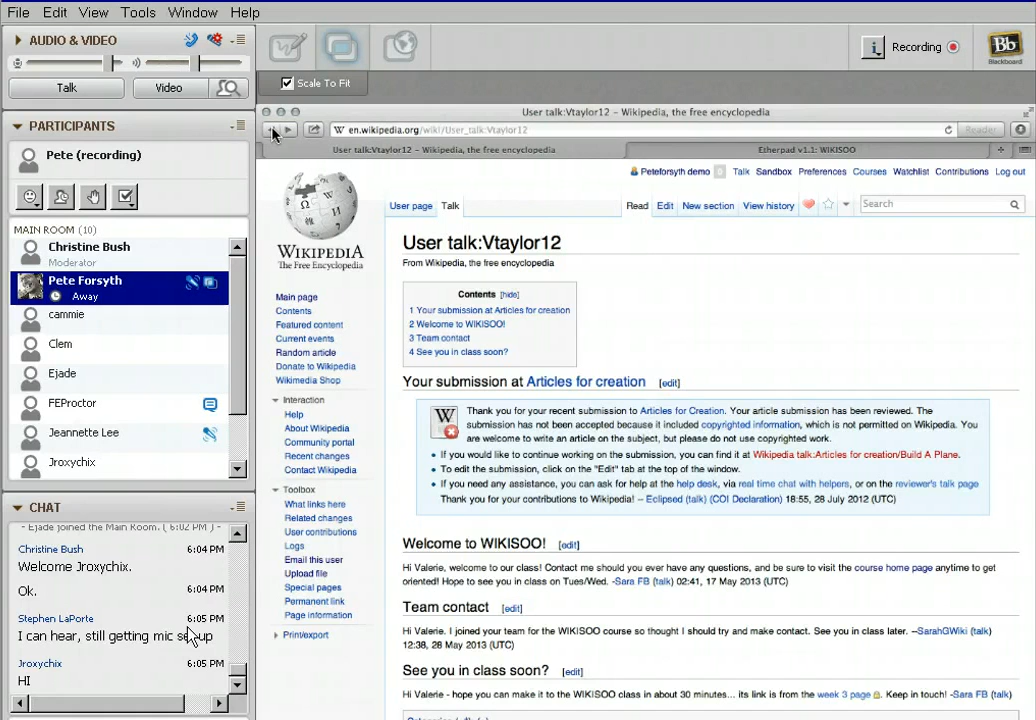 File Edit View Tools Window Help
AUDIO & VIDEO
Talk Video
PARTICIPANTS
Pete (recording)
MAIN ROOM (10)
Christine Bush
Moderator
Pete Forsyth
Away
cammie
Clem
Ejade
FEProctor
Jeannette Lee
Jroxychix
CHAT
- Ejade joined the Main Room. ( 6:02 PM ) -
Christine Bush 6:04 PM
Welcome Jroxychix.
Ok. 6:04 PM
Stephen LaPorte 6:05 PM
I can hear, still getting mic set up
Jroxychix 6:05 PM
HI
Recording
Bb
Blackboard
Scale To Fit
User talk:Vtaylor12 – Wikipedia, the free encyclopedia
W en.wikipedia.org/wiki/User_talk:Vtaylor12 Reader
User talk:Vtaylor12 – Wikipedia, the free encyclopedia Etherpad v1.1: WIKISOO
Peteforsyth demo 0 Talk Sandbox Preferences Courses Watchlist Contributions Log out
User page Talk Read Edit New section View history Search
WIKIPEDIA
The Free Encyclopedia
Main page
Contents
Featured content
Current events
Random article
Donate to Wikipedia
Wikimedia Shop
Interaction
Help
About Wikipedia
Community portal
Recent changes
Contact Wikipedia
Toolbox
What links here
Related changes
User contributions
Logs
Email this user
Upload file
Special pages
Permanent link
Page information
Print/export
User talk:Vtaylor12
From Wikipedia, the free encyclopedia
Contents [hide]
1 Your submission at Articles for creation
2 Welcome to WIKISOO!
3 Team contact
4 See you in class soon?
Your submission at Articles for creation [edit]
W
Thank you for your recent submission to Articles for Creation. Your article submission has been reviewed. The
submission has not been accepted because it included copyrighted information, which is not permitted on Wikipedia. You
are welcome to write an article on the subject, but please do not use copyrighted work.
• If you would like to continue working on the submission, you can find it at Wikipedia talk:Articles for creation/Build A Plane.
• To edit the submission, click on the "Edit" tab at the top of the window.
• If you need any assistance, you can ask for help at the help desk, via real time chat with helpers, or on the reviewer's talk page
Thank you for your contributions to Wikipedia! – Eclipsed (talk) (COI Declaration) 18:55, 28 July 2012 (UTC)
Welcome to WIKISOO! [edit]
Hi Valerie, welcome to our class! Contact me should you ever have any questions, and be sure to visit the course home page anytime to get
oriented! Hope to see you in class on Tues/Wed. -Sara FB (talk) 02:41, 17 May 2013 (UTC)
Team contact [edit]
Hi Valerie. I joined your team for the WIKISOO course so thought I should try and make contact. See you in class later. --SarahGWiki (talk)
12:38, 28 May 2013 (UTC)
See you in class soon? [edit]
Hi Valerie - hope you can make it to the WIKISOO class in about 30 minutes... its link is from the week 3 page. Keep in touch! -Sara FB (talk)